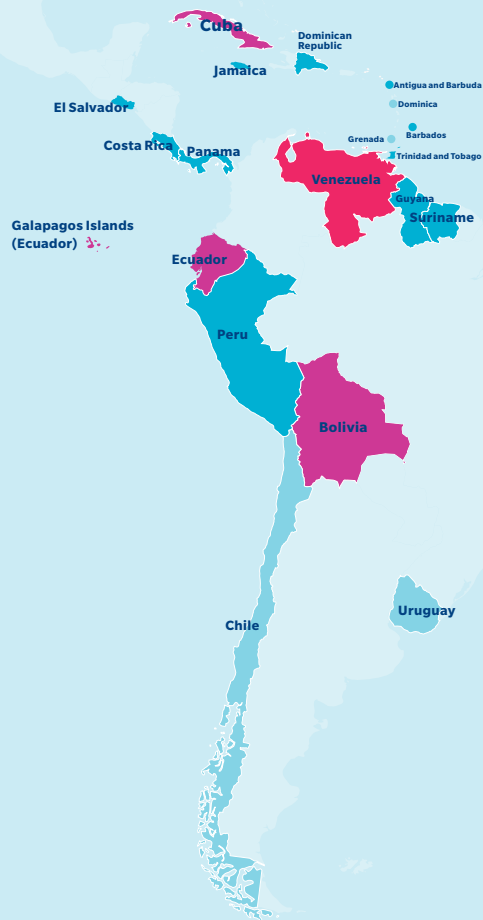 Cuba
Dominican
Republic
Jamaica
Antigua and Barbuda
El Salvador
Dominica
Barbados
Costa Rica
Panama
Grenada
Trinidad and Tobago
Venezuela
Guyana
Suriname
Galapagos Islands
(Ecuador)
Ecuador
Peru
Bolivia
Uruguay
Chile